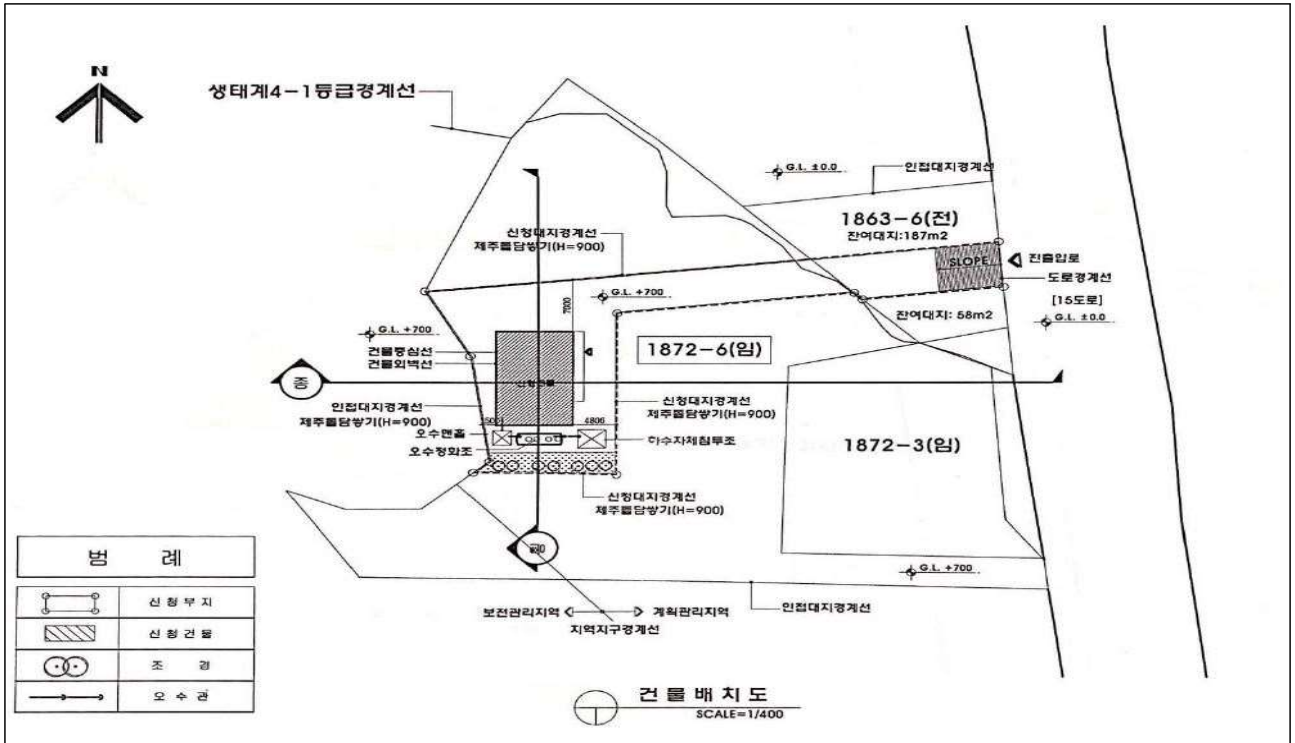 N
생태계4-1등급경계선
G.L. ±0.0
인접대지경계선
1863-6(전)
잔여대지:187m2
신청대지경계선
제주돌담쌓기(H=900)
SLOPE
진출입로
도로경계선
[15도로]
G.L. ±0.0
잔여대지: 58m2
G.L. +700
7000
G.L. +700
건물중심선
건물외벽선
1872-6(임)
신청건물
종
인접대지경계선
제주돌담쌓기(H=900)
신청대지경계선
제주돌담쌓기(H=900)
4800
오수맨홀
오수정화조
하수자체침투조
1872-3(임)
신청대지경계선
제주돌담쌓기(H=900)
G.L. +700
보전관리지역
계획관리지역
지역지구경계선
인접대지경계선
범 례
신청부지
신청건물
조 경
오수관
건물배치도
SCALE=1/400